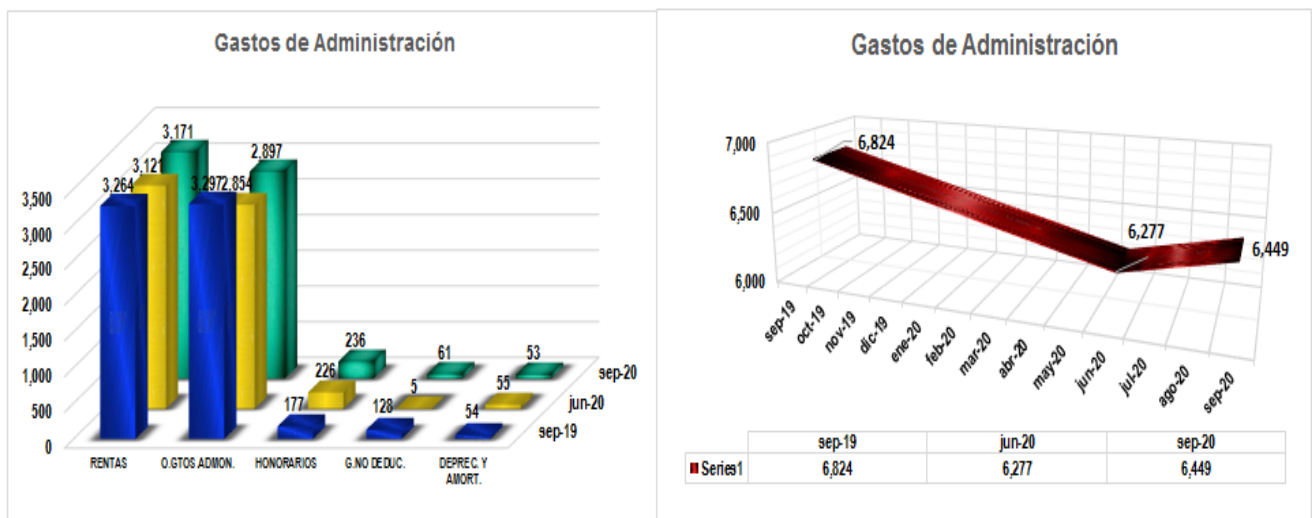 Gastos de Administración
3,171
2,897
3,121
3,264
3,297
2,854
3,500
3,000
2,500
2,000
1,500
1,000
500
0
236
61
53
226
5
55
177
128
54
sep-20
jun-20
sep-19
RENTAS
O.GTOS ADMON.
HONORARIOS
G.NO DEDUC.
DEPREC. Y
AMORT.
Gastos de Administración
7,000
6,500
6,000
6,824
6,277
6,449
sep-19
oct-19
nov-19
dic-19
ene-20
feb-20
mar-20
abr-20
may-20
jun-20
jul-20
ago-20
sep-20
sep-19 jun-20 sep-20
Series1 6,824 6,277 6,449